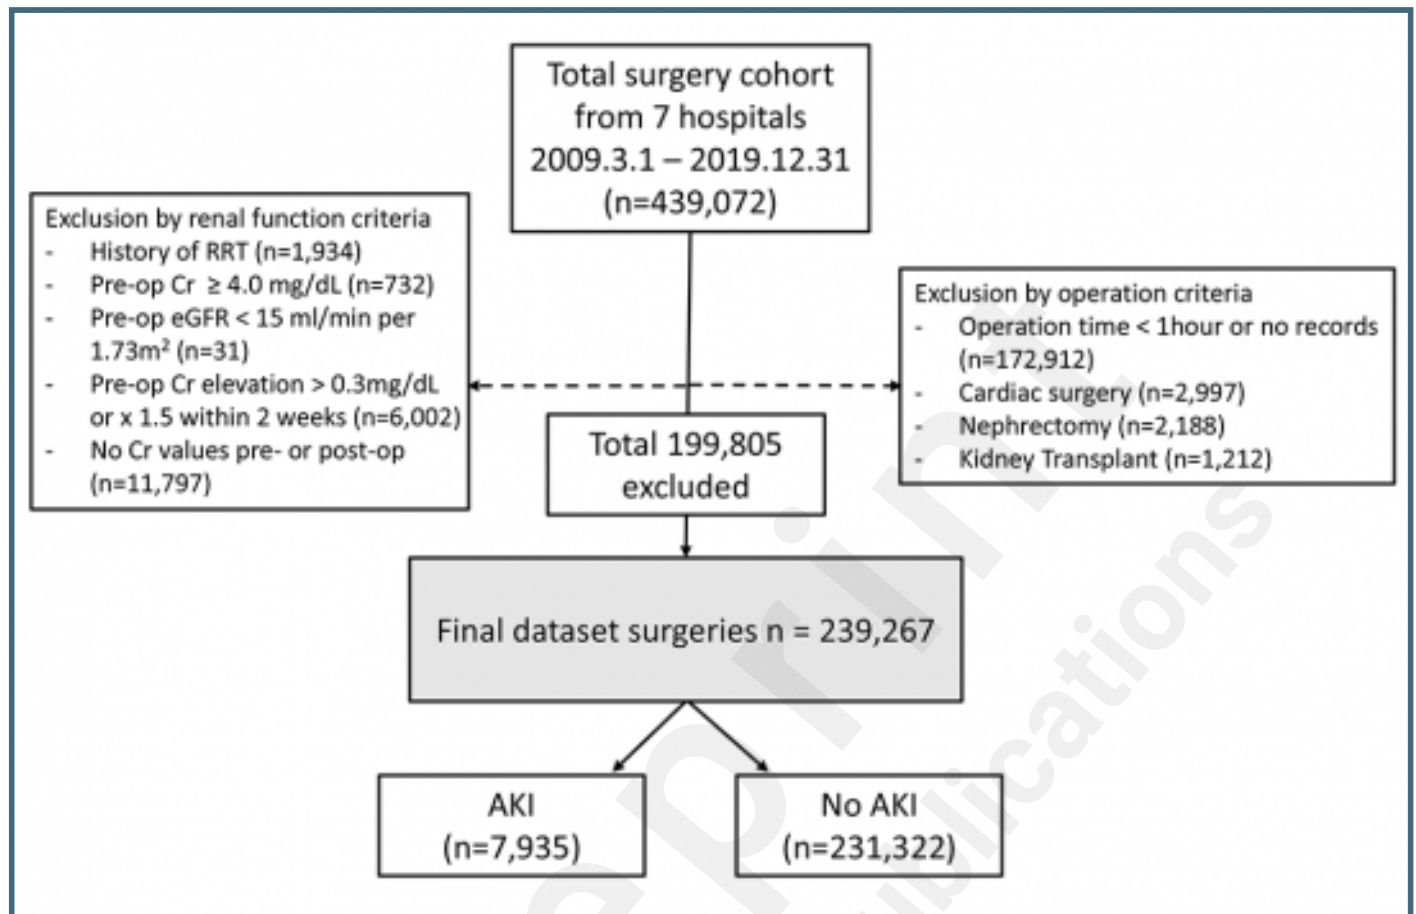 Total surgery cohort
from 7 hospitals
2009.3.1 – 2019.12.31
(n=439,072)
Exclusion by renal function criteria
- History of RRT (n=1,934)
- Pre-op Cr ≥ 4.0 mg/dL (n=732)
- Pre-op eGFR < 15 ml/min per
1.73m² (n=31)
- Pre-op Cr elevation > 0.3mg/dL
or x 1.5 within 2 weeks (n=6,002)
- No Cr values pre- or post-op
(n=11,797)
Exclusion by operation criteria
- Operation time < 1hour or no records
(n=172,912)
- Cardiac surgery (n=2,997)
- Nephrectomy (n=2,188)
- Kidney Transplant (n=1,212)
Total 199,805
excluded
Final dataset surgeries n = 239,267
AKI
(n=7,935)
No AKI
(n=231,322)
eprint
ublications